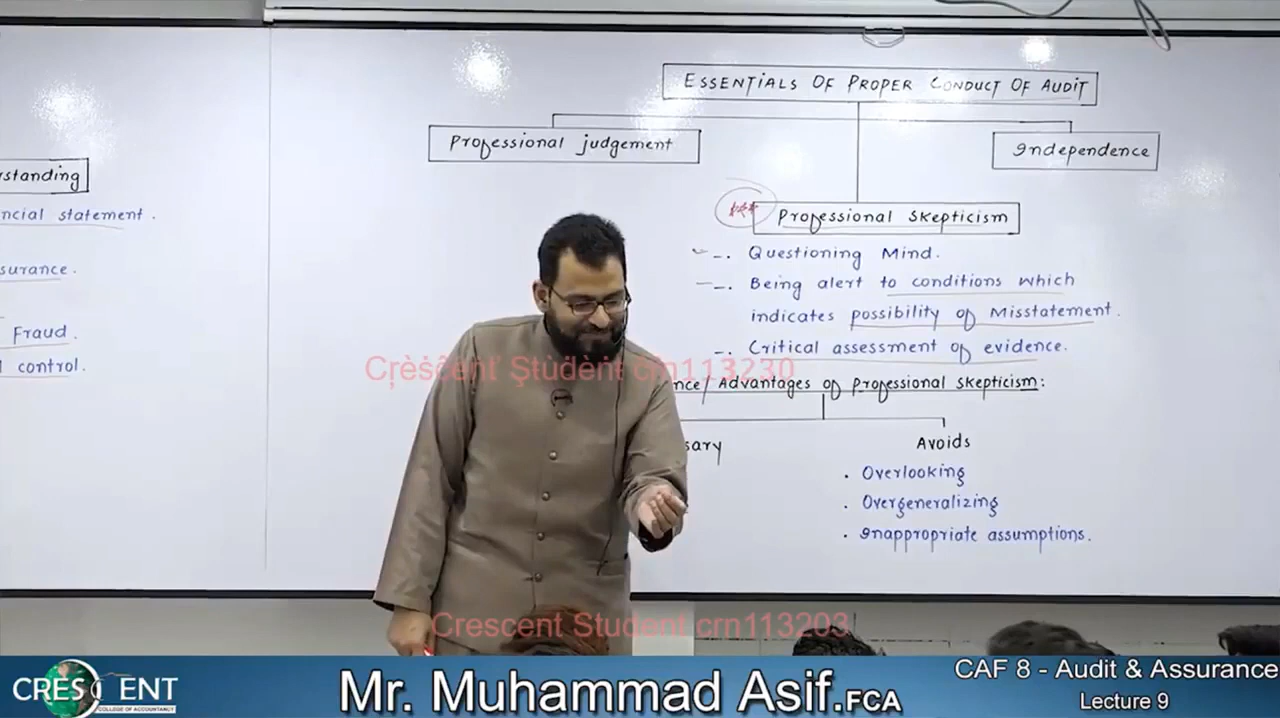 ESSENTIALS OF PROPER CONDUCT OF AUDIT
Professional judgement
Independence
Professional Skepticism
-. Questioning Mind.
-. Being alert to conditions which
indicates possibility of Misstatement.
-. Critical assessment of evidence.
nce/ Advantages of professional skepticism:
sary
Avoids
. Overlooking
. Overgeneralizing
. Inappropriate assumptions.
rstanding
ncial statement.
surance.
Fraud.
l control.
Crescent Student crn113230
Crescent Student crn113203
CRESCENT
COLLEGE OF ACCOUNTANCY
Mr. Muhammad Asif.FCA
CAF 8 - Audit & Assurance
Lecture 9